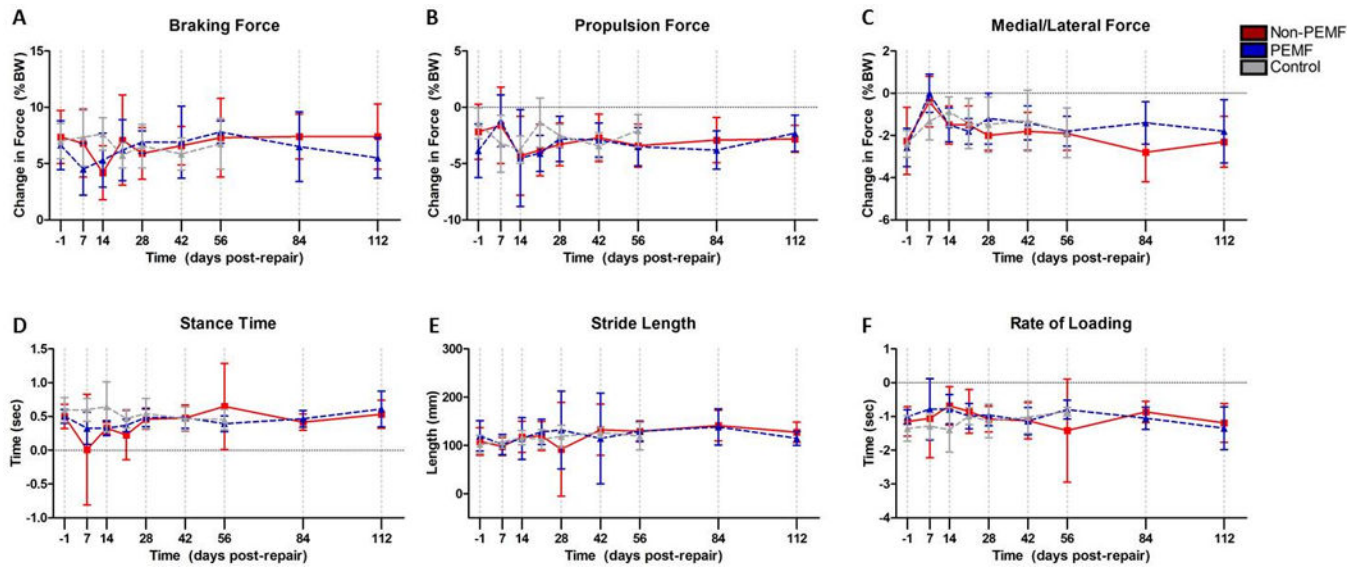 A
Braking Force
Change in Force (%BW)
15
10
5
0
-1 7 14 28 42 56 84 112
Time (days post-repair)
B
Propulsion Force
Change in Force (%BW)
5
0
-5
-10
-1 7 14 28 42 56 84 112
Time (days post-repair)
C
Medial/Lateral Force
Change in Force (%BW)
2
0
-2
-4
-6
-1 7 14 28 42 56 84 112
Time (days post-repair)
Non-PEMF
PEMF
Control
D
Stance Time
Time (sec)
1.5
1.0
0.5
0.0
-0.5
-1.0
-1 7 14 28 42 56 84 112
Time (days post-repair)
E
Stride Length
Length (mm)
300
200
100
0
-1 7 14 28 42 56 84 112
Time (days post-repair)
F
Rate of Loading
Time (sec)
1
0
-1
-2
-3
-4
-1 7 14 28 42 56 84 112
Time (days post-repair)